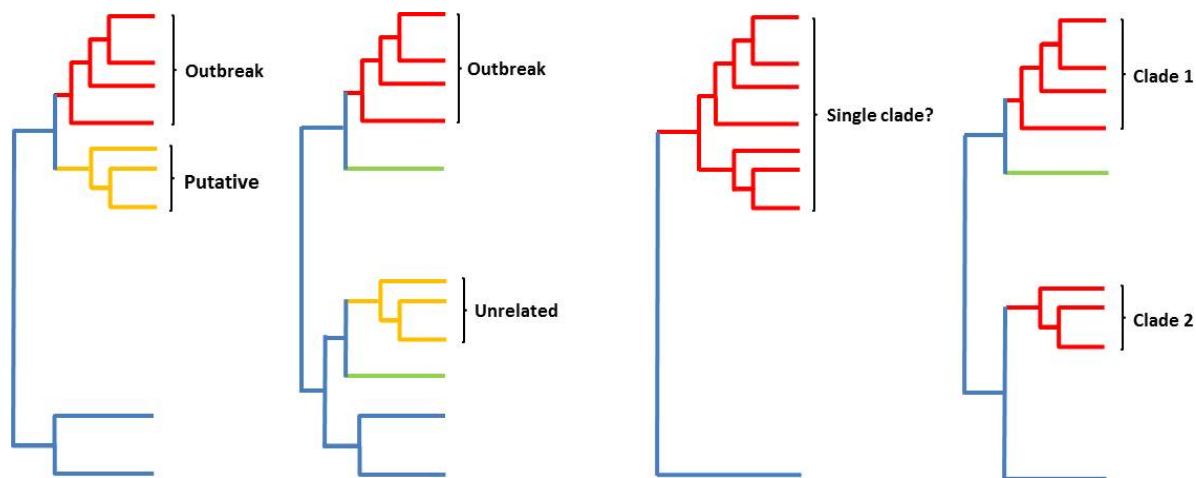 Outbreak
Putative
Outbreak
Unrelated
Single clade?
Clade 1
Clade 2